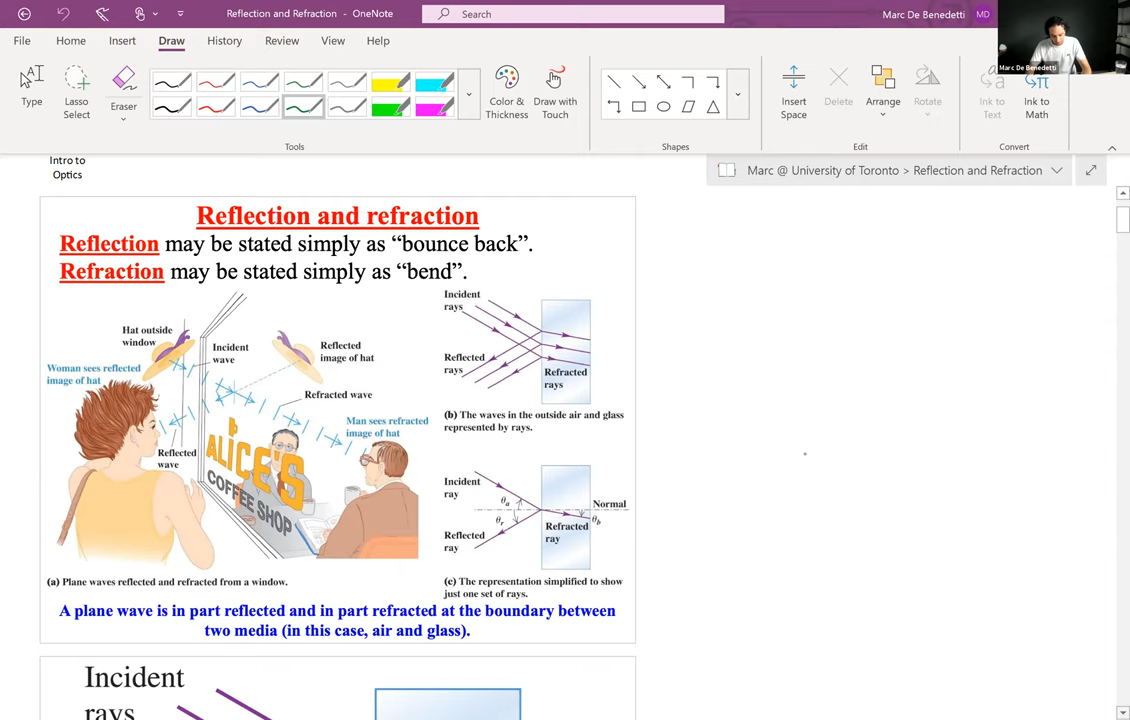 Reflection and Refraction - OneNote
Search
Marc De Benedetti
MD
Marc De Benedetti
File
Home
Insert
Draw
History
Review
View
Help
Type
Lasso
Select
Eraser
Color &
Thickness
Draw with
Touch
Insert
Space
Delete
Arrange
Rotate
Ink to
Text
Ink to
Math
Tools
Shapes
Edit
Convert
Intro to
Optics
Marc @ University of Toronto > Reflection and Refraction
Reflection and refraction
Reflection may be stated simply as “bounce back”.
Refraction may be stated simply as “bend”.
Hat outside
window
Incident
wave
Reflected
image of hat
Woman sees reflected
image of hat
Refracted wave
Man sees refracted
image of hat
Reflected
wave
ALICE'S
COFFEE SHOP
(a) Plane waves reflected and refracted from a window.
Incident
rays
Reflected
rays
Refracted
rays
(b) The waves in the outside air and glass
represented by rays.
Incident
ray
θa
Normal
θr
θb
Reflected
ray
Refracted
ray
(c) The representation simplified to show
just one set of rays.
A plane wave is in part reflected and in part refracted at the boundary between
two media (in this case, air and glass).
Incident
rays